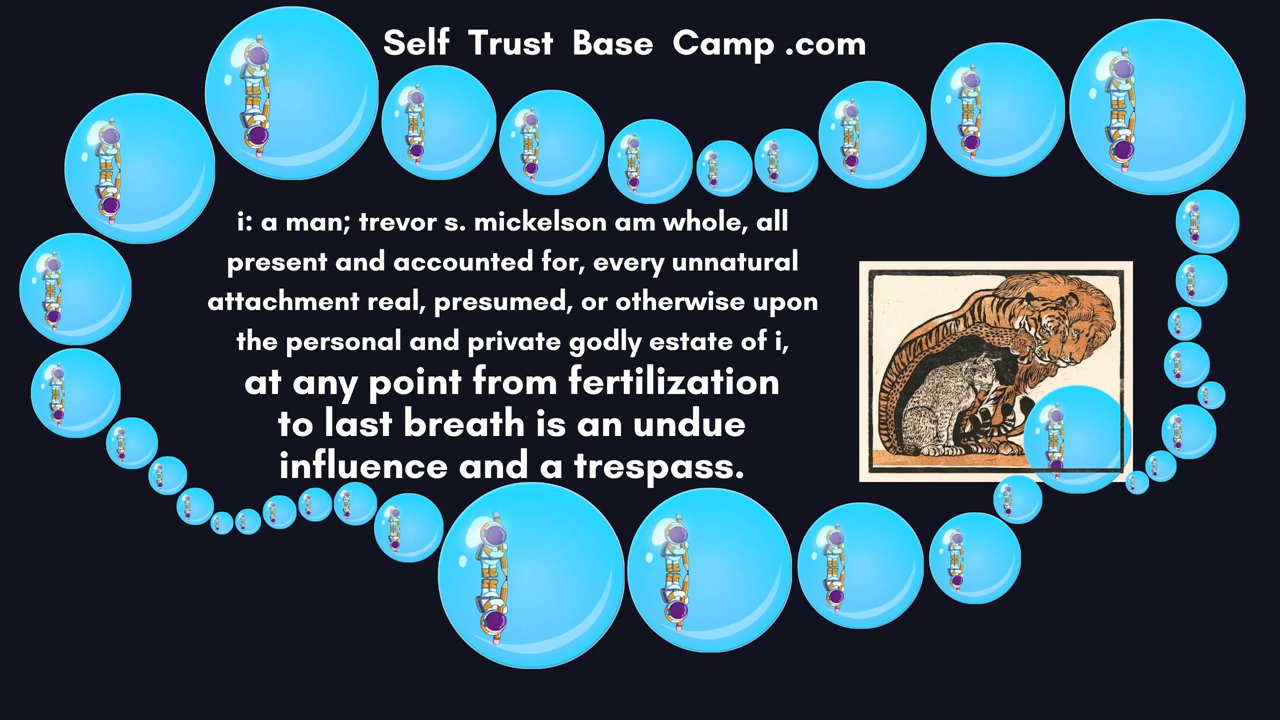 Self Trust Base Camp .com
i: a man; trevor s. mickelson am whole, all
present and accounted for, every unnatural
attachment real, presumed, or otherwise upon
the personal and private godly estate of i,
at any point from fertilization
to last breath is an undue
influence and a trespass.